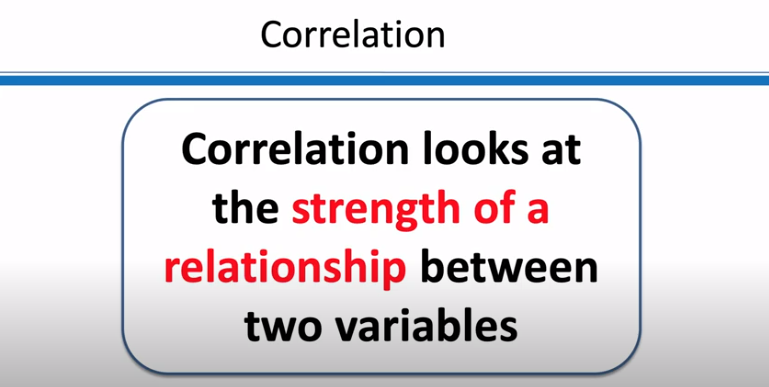 Correlation
Correlation looks at
the strength of a
relationship between
two variables